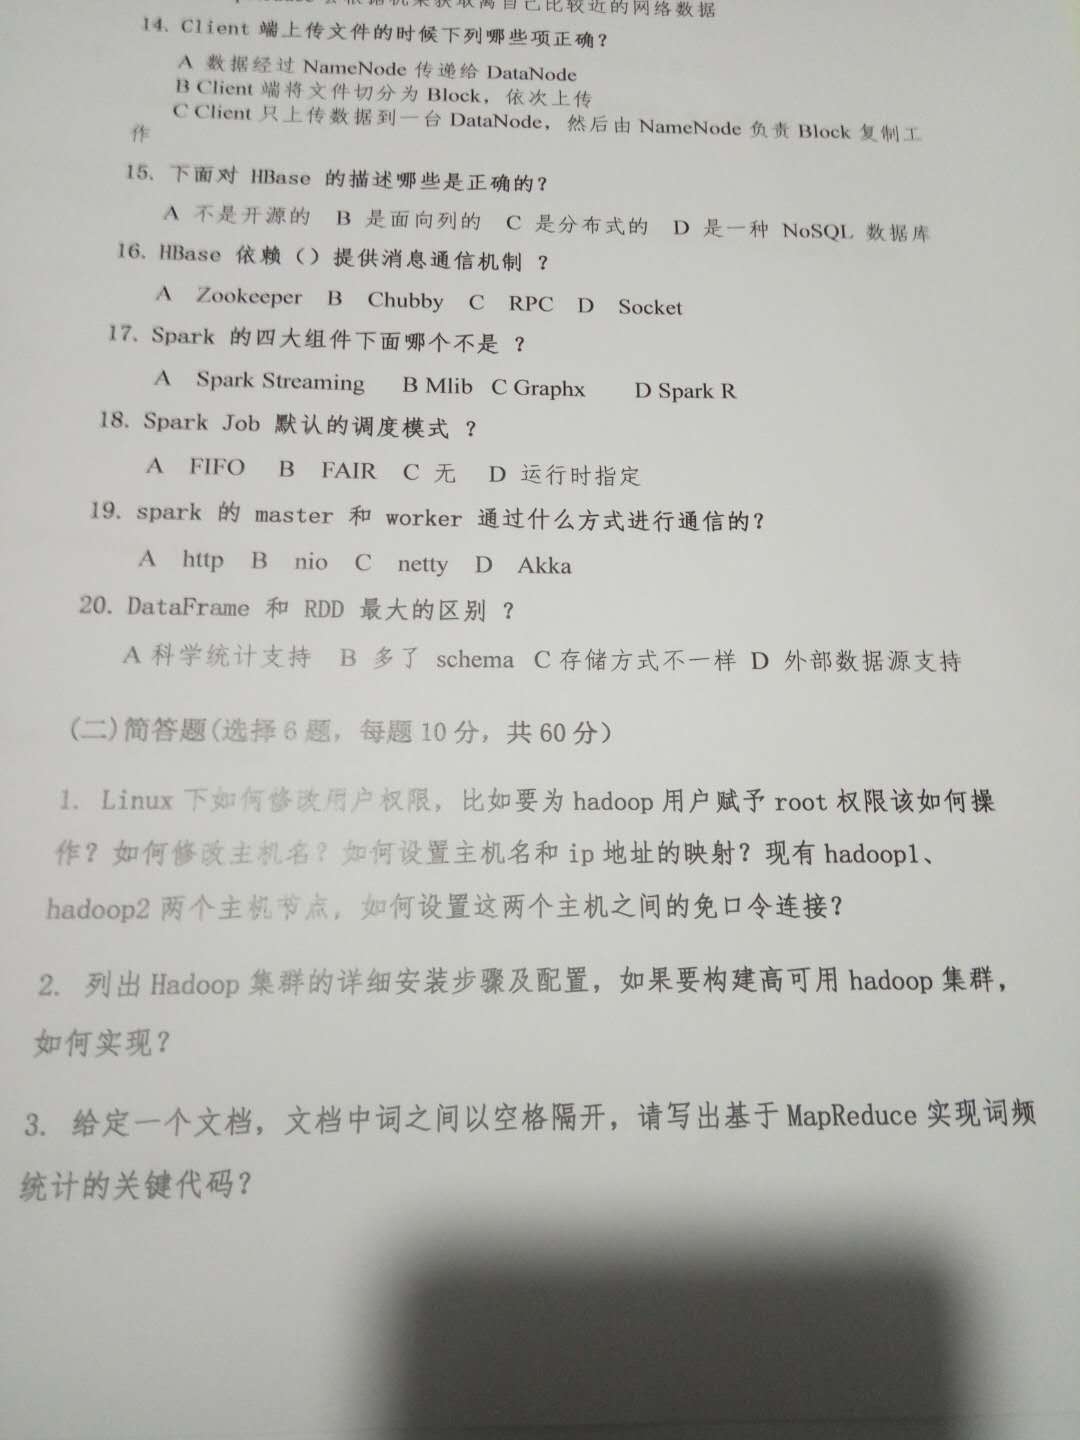 会根据机架获取离自己比较近的网络数据
14、Client 端上传文件的时候下列哪些项正确？
A 数据经过 NameNode 传递给 DataNode
B Client 端将文件切分为 Block，依次上传
C Client 只上传数据到一台 DataNode，然后由 NameNode 负责 Block 复制工
作
15、下面对 HBase 的描述哪些是正确的？
A 不是开源的 B 是面向列的 C 是分布式的 D 是一种 NoSQL 数据库
16、HBase 依赖（）提供消息通信机制 ？
A Zookeeper B Chubby C RPC D Socket
17、Spark 的四大组件下面哪个不是 ？
A Spark Streaming B Mlib C Graphx D Spark R
18、Spark Job 默认的调度模式 ？
A FIFO B FAIR C 无 D 运行时指定
19、spark 的 master 和 worker 通过什么方式进行通信的？
A http B nio C netty D Akka
20、DataFrame 和 RDD 最大的区别 ？
A 科学统计支持 B 多了 schema C 存储方式不一样 D 外部数据源支持
(二)简答题(选择 6 题，每题 10 分，共 60 分）
1. Linux 下如何修改用户权限，比如要为 hadoop 用户赋予 root 权限该如何操
作？如何修改主机名？如何设置主机名和 ip 地址的映射？现有 hadoop1、
hadoop2 两个主机节点，如何设置这两个主机之间的免口令连接？
2. 列出 Hadoop 集群的详细安装步骤及配置，如果要构建高可用 hadoop 集群，
如何实现？
3. 给定一个文档，文档中词之间以空格隔开，请写出基于 MapReduce 实现词频
统计的关键代码？